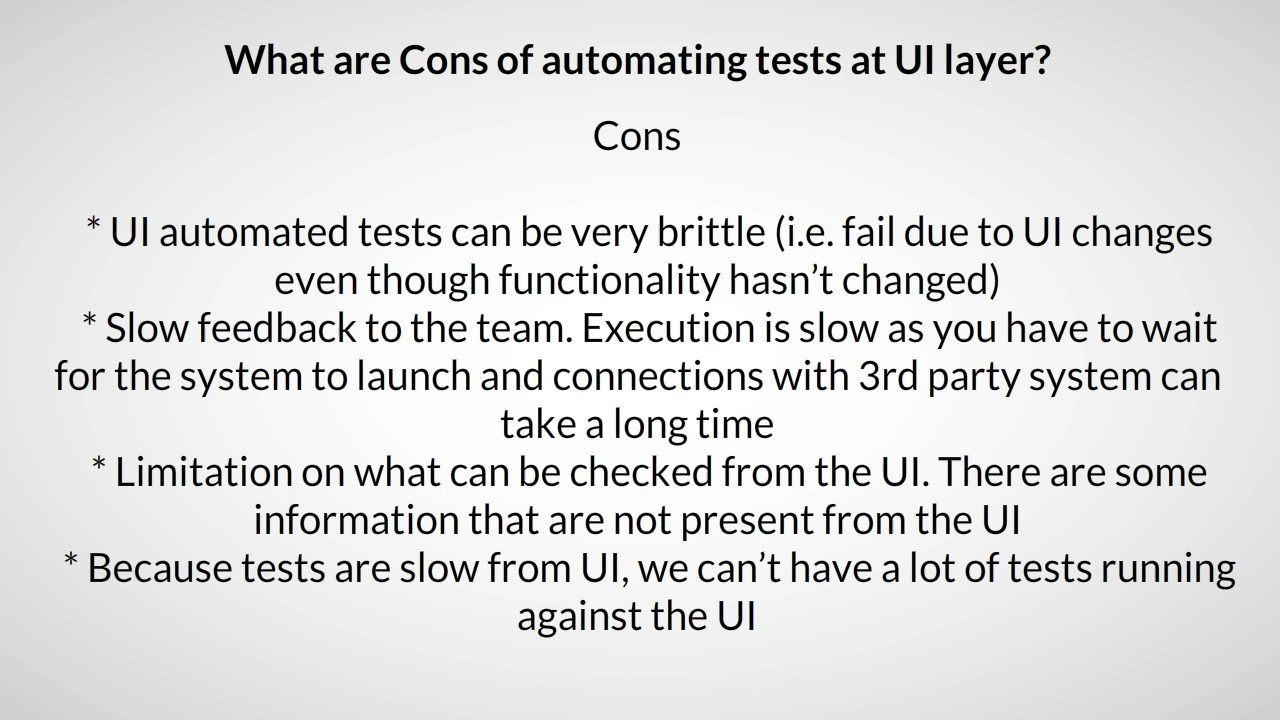 What are Cons of automating tests at UI layer?
Cons
* UI automated tests can be very brittle (i.e. fail due to UI changes
even though functionality hasn’t changed)
* Slow feedback to the team. Execution is slow as you have to wait
for the system to launch and connections with 3rd party system can
take a long time
* Limitation on what can be checked from the UI. There are some
information that are not present from the UI
* Because tests are slow from UI, we can’t have a lot of tests running
against the UI